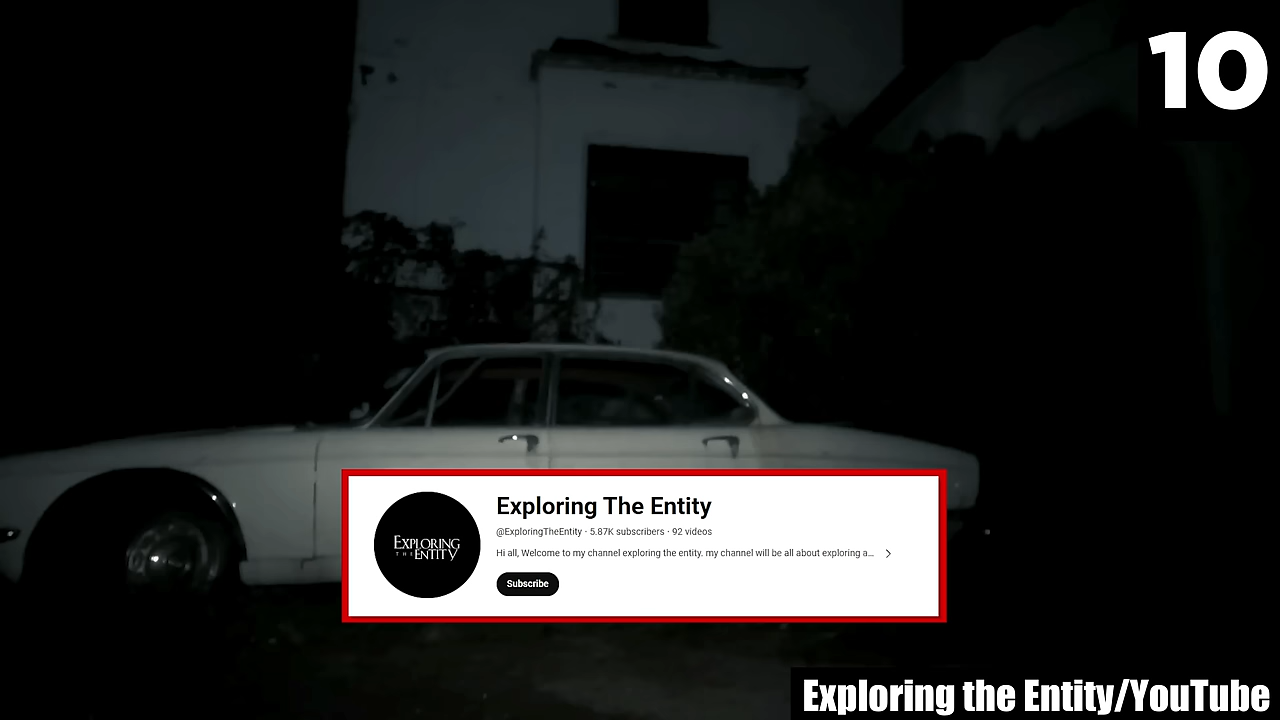 10
EXPLORING
THE ENTITY
Exploring The Entity
@ExploringTheEntity · 5.87K subscribers · 92 videos
Hi all, Welcome to my channel exploring the entity. my channel will be all about exploring a...
Subscribe
Exploring the Entity/YouTube